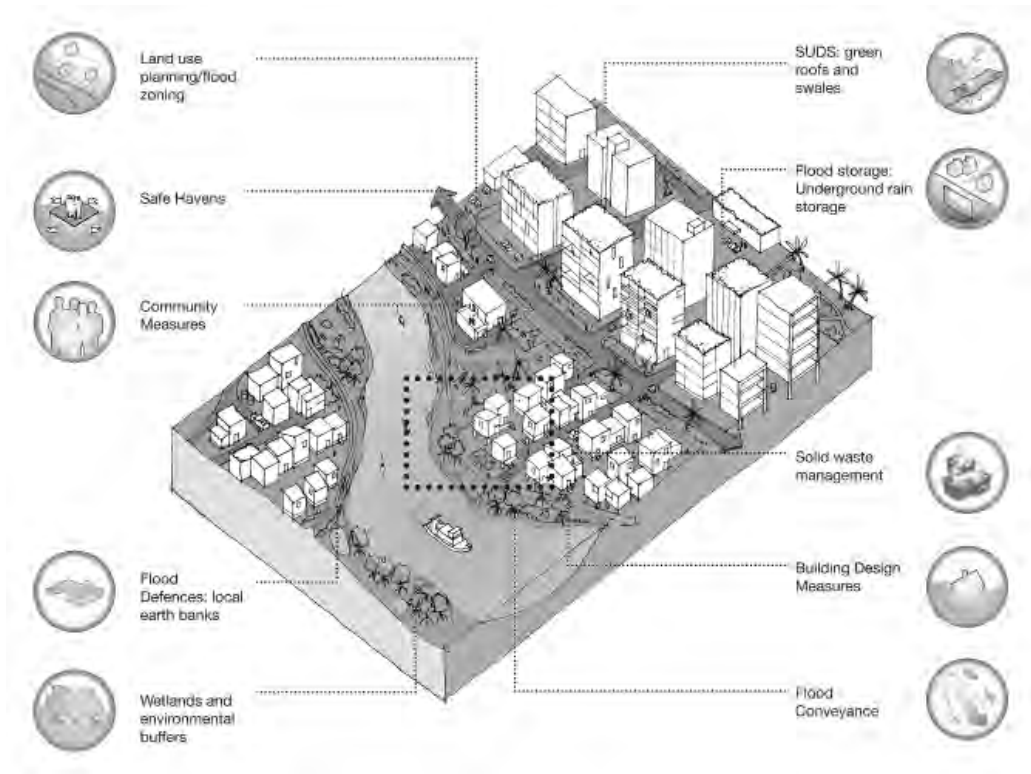 Land use
planning/flood
zoning
Safe Havens
Community
Measures
Flood
Defences: local
earth banks
Wetlands and
environmental
buffers
SUDS: green
roofs and
swales
Flood storage:
Underground rain
storage
Solid waste
management
Building Design
Measures
Flood
Conveyance